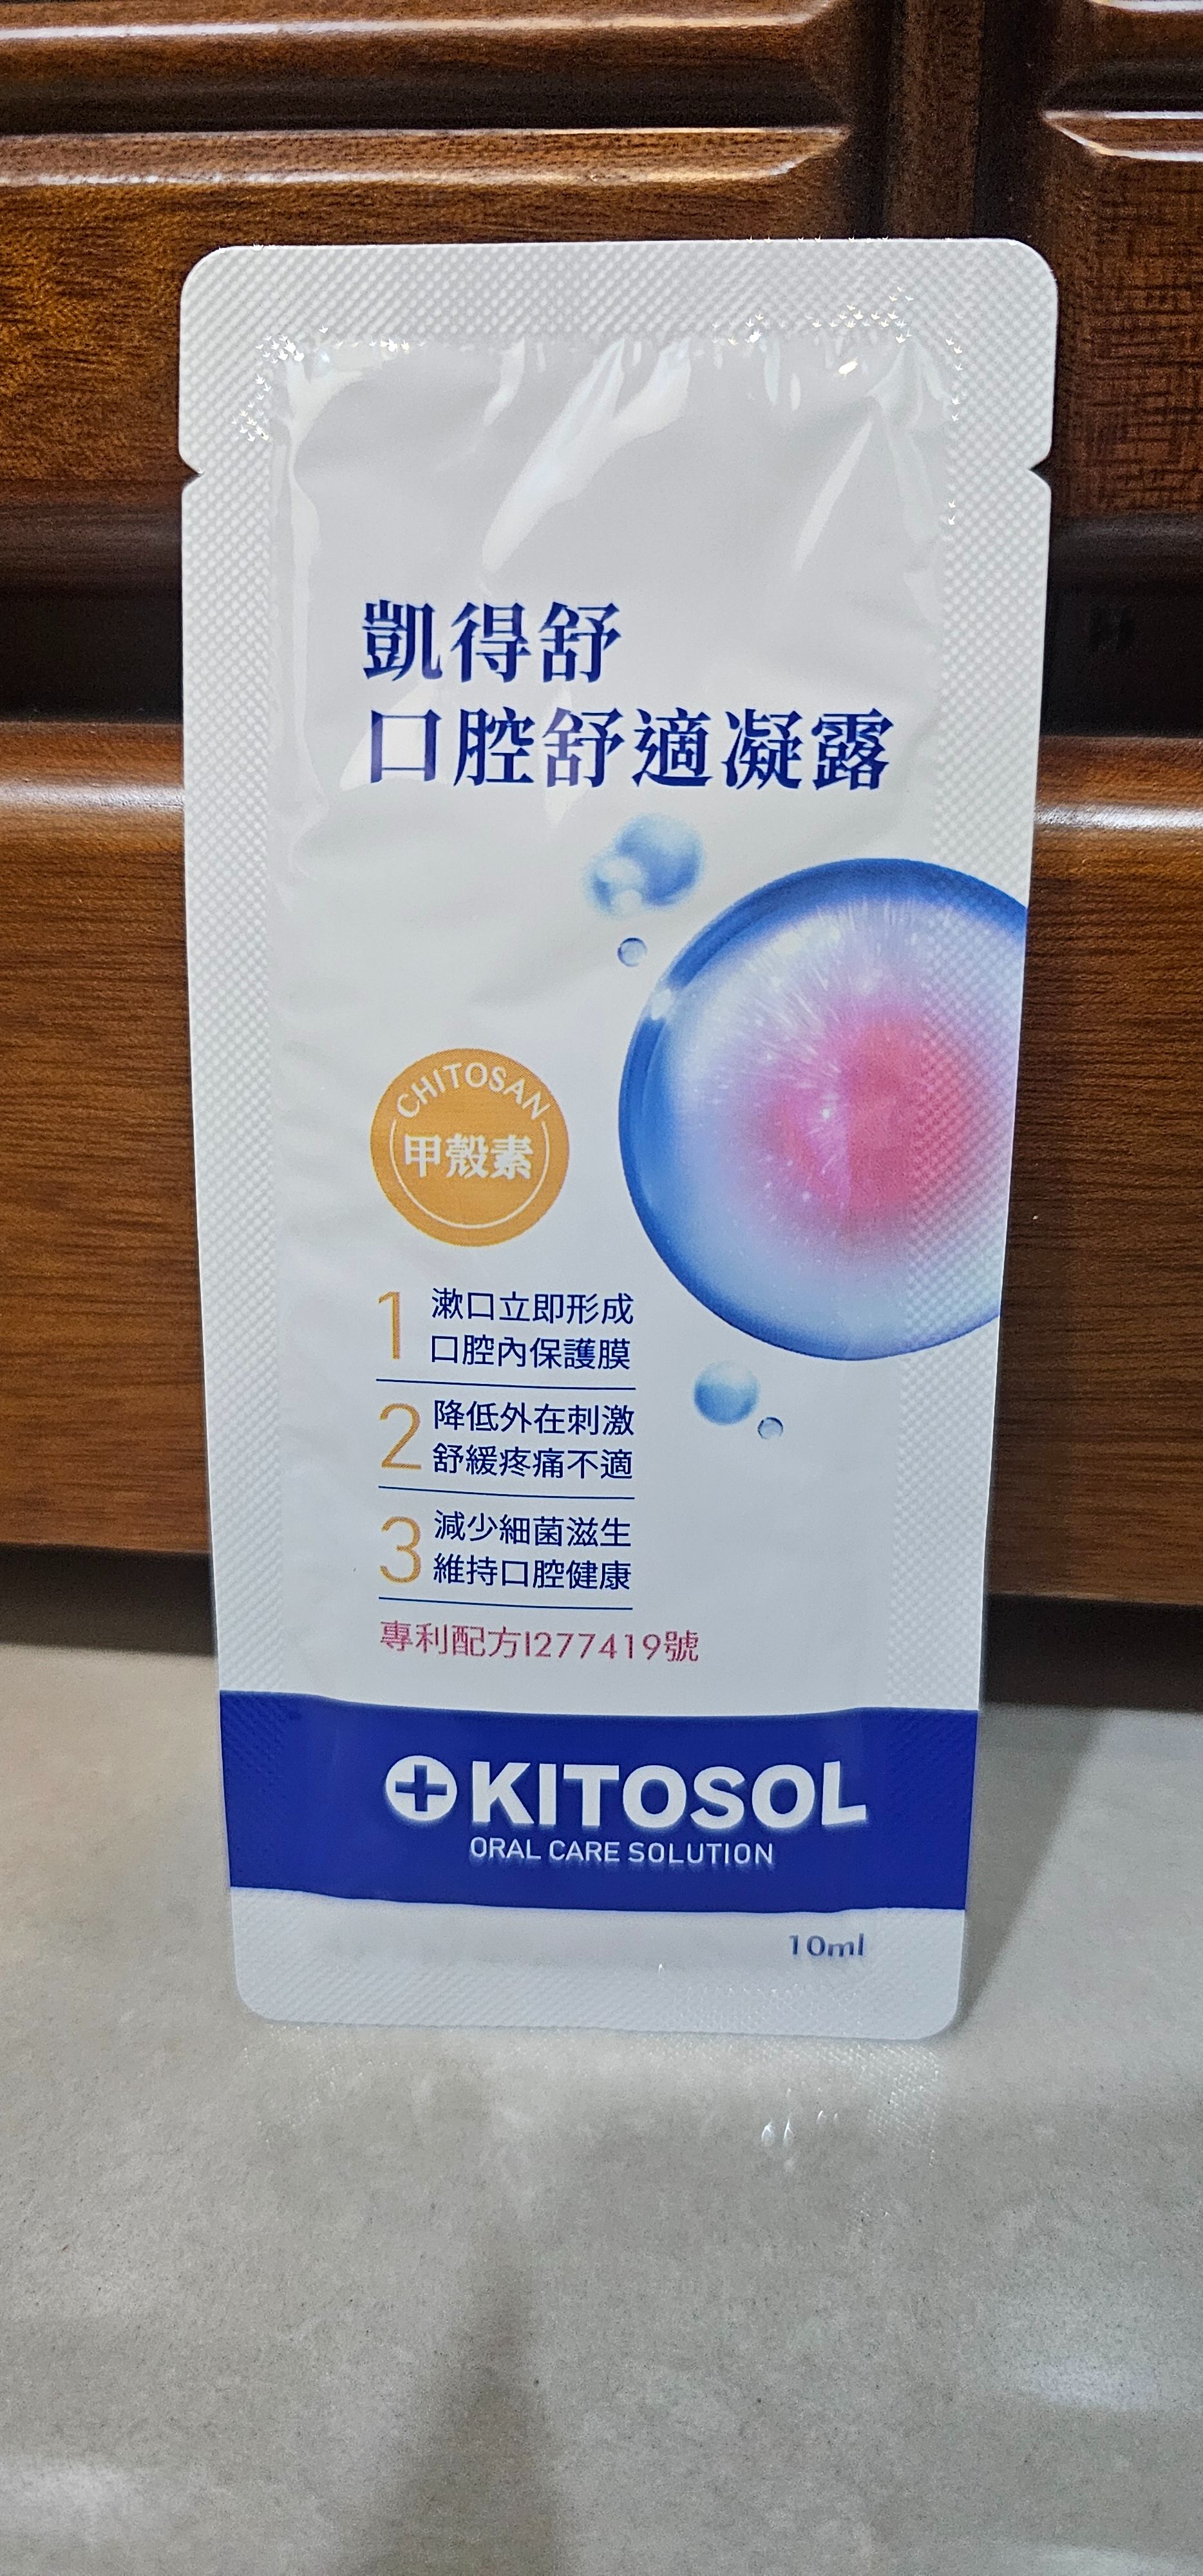 凱得舒
口腔舒適凝露
CHITOSAN
甲殼素
1 漱口立即形成
口腔內保護膜
2 降低外在刺激
舒緩疼痛不適
3 減少細菌滋生
維持口腔健康
專利配方I277419號
KITOSOL
ORAL CARE SOLUTION
10ml